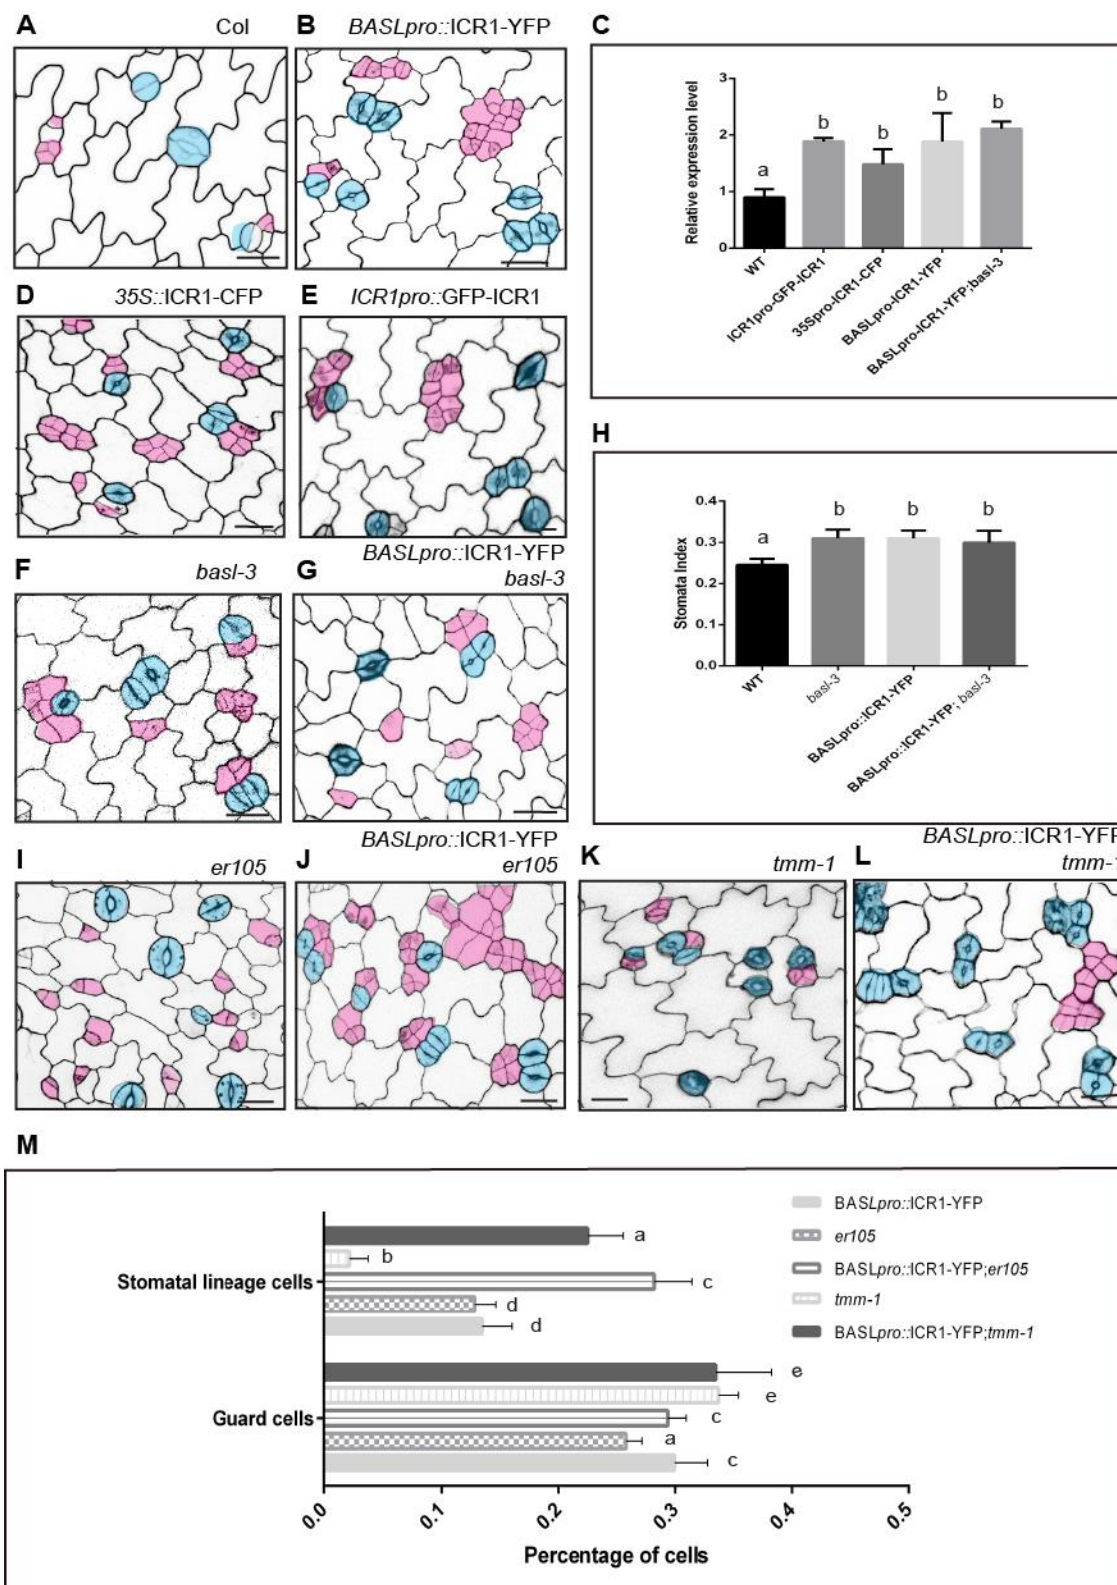 A Col
B BASLpro::ICR1-YFP
C
3
2
1
0
Relative expression level
a
b
b
b
b
WT
ICR1pro-GFP-ICR1
35Spro-ICR1-CFP
BASLpro-ICR1-YFP
BASLpro-ICR1-YFP;basl-3
D 35S::ICR1-CFP
E ICR1pro::GFP-ICR1
F basl-3
G BASLpro::ICR1-YFP
basl-3
H
0.4
0.3
0.2
0.1
0.0
Stomata Index
a
b
b
b
WT
basl-3
BASLpro::ICR1-YFP
BASLpro::ICR1-YFP; basl-3
I er105
J BASLpro::ICR1-YFP
er105
K tmm-1
L BASLpro::ICR1-YFP
tmm-1
M
BASLpro::ICR1-YFP
er105
BASLpro::ICR1-YFP;er105
tmm-1
BASLpro::ICR1-YFP;tmm-1
Stomatal lineage cells
a
b
c
d
d
Guard cells
e
e
c
a
c
0.0
0.1
0.2
0.3
0.4
0.5
Percentage of cells